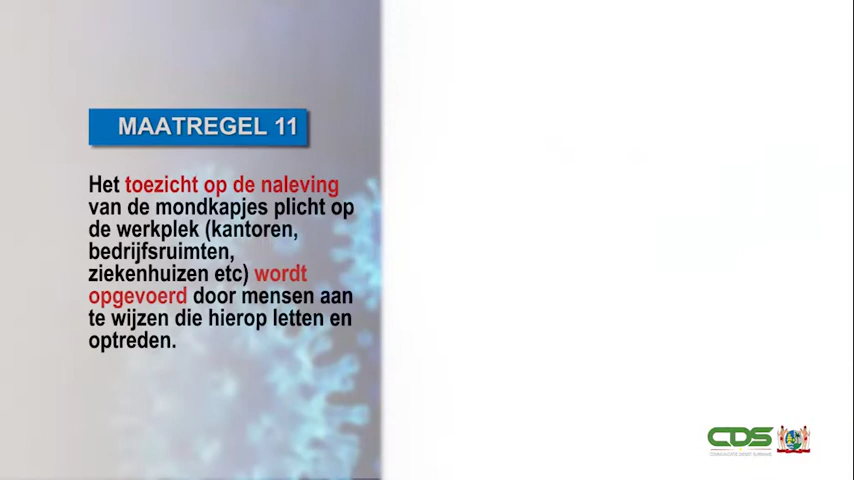 MAATREGEL 11
Het toezicht op de naleving
van de mondkapjes plicht op
de werkplek (kantoren,
bedrijfsruimten,
ziekenhuizen etc) wordt
opgevoerd door mensen aan
te wijzen die hierop letten en
optreden.
CDS